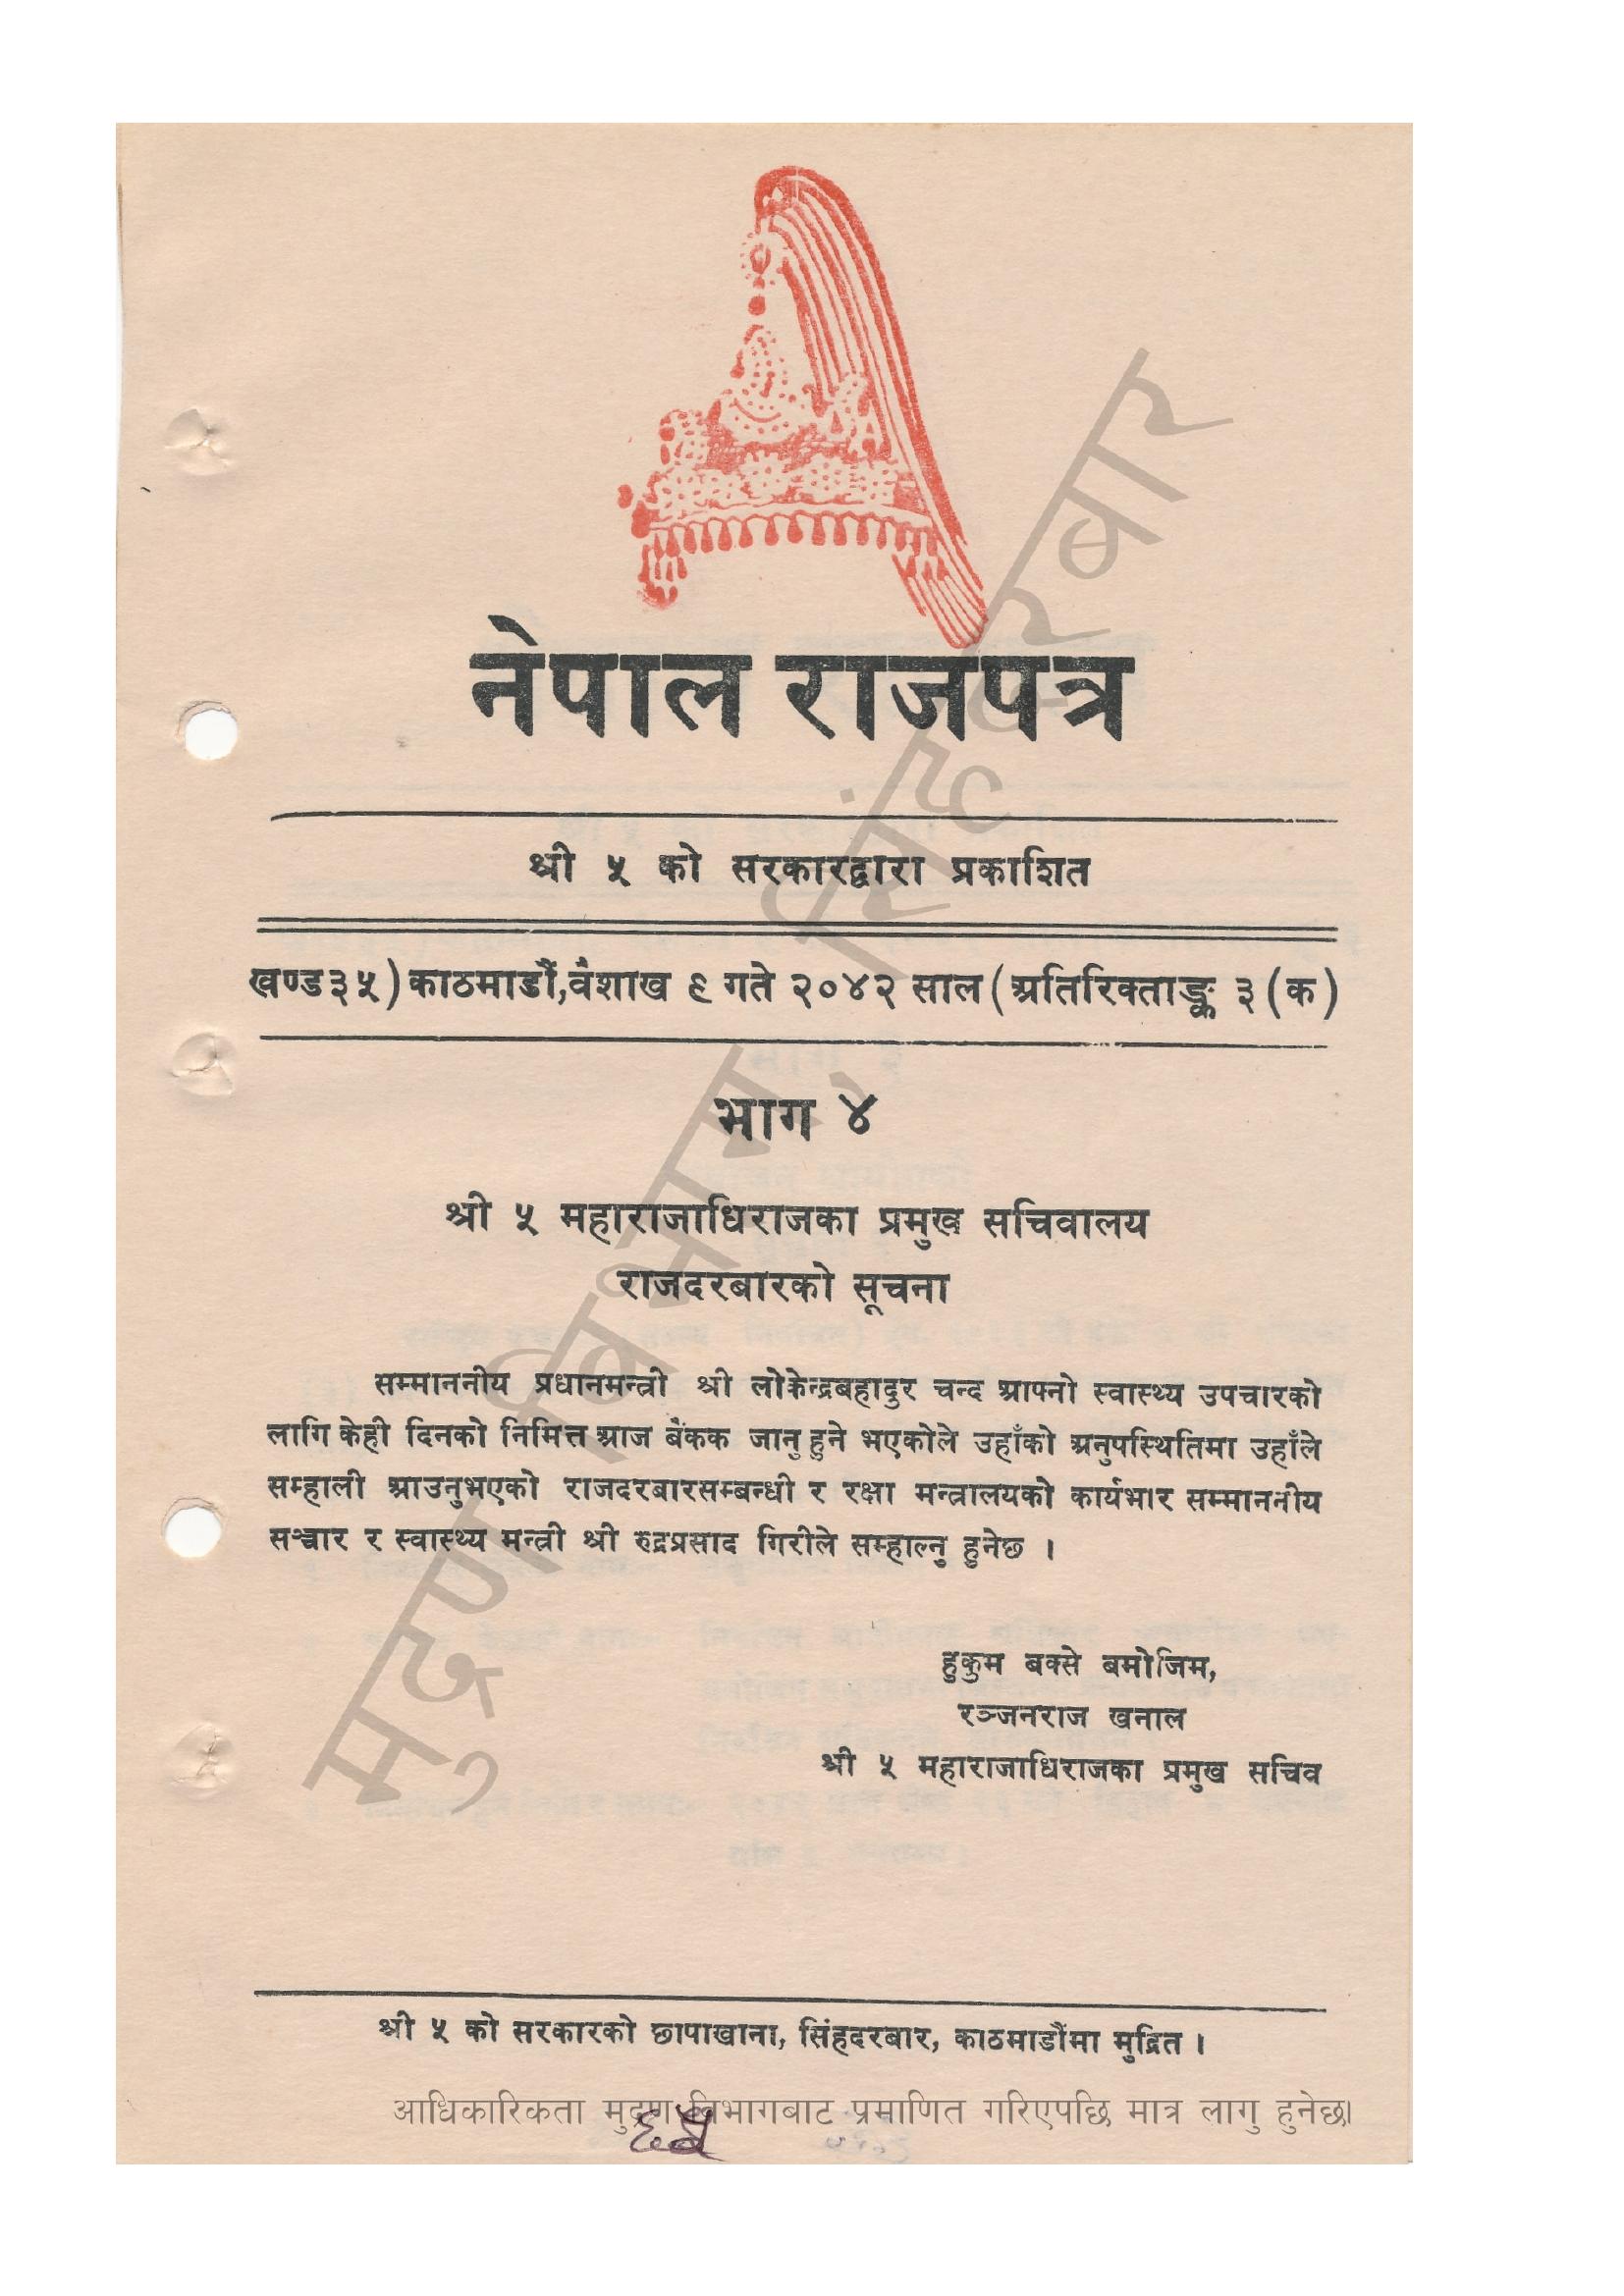 नेपाल राजपत्र
श्री ५ को सरकारद्वारा प्रकाशित
खण्ड ३५) काठमाडौं, वैशाख ९ गते २०४२ साल (अतिरिक्ताङ्क ३ (क)
भाग ४
श्री ५ महाराजाधिराजका प्रमुख सचिवालय
राजदरबारको सूचना
सम्माननीय प्रधानमन्त्री श्री लोकेन्द्रबहादुर चन्द आफ्नो स्वास्थ्य उपचारको
लागि केही दिनको निमित्त आज बैंकक जानु हुने भएकोले उहाँको अनुपस्थितिमा उहाँले
सम्हाली आउनुभएको राजदरबारसम्बन्धी र रक्षा मन्त्रालयको कार्यभार सम्माननीय
सञ्चार र स्वास्थ्य मन्त्री श्री रुद्रप्रसाद गिरीले सम्हाल्नु हुनेछ ।
हुकुम बक्से बमोजिम,
रञ्जनराज खनाल
श्री ५ महाराजाधिराजका प्रमुख सचिव
श्री ५ को सरकारको छापाखाना, सिंहदरबार, काठमाडौंमा मुद्रित ।
आधिकारिकता मुद्रण विभागबाट प्रमाणित गरिएपछि मात्र लागु हुनेछ।
मुद्रण विभाग, सिंहदरबार